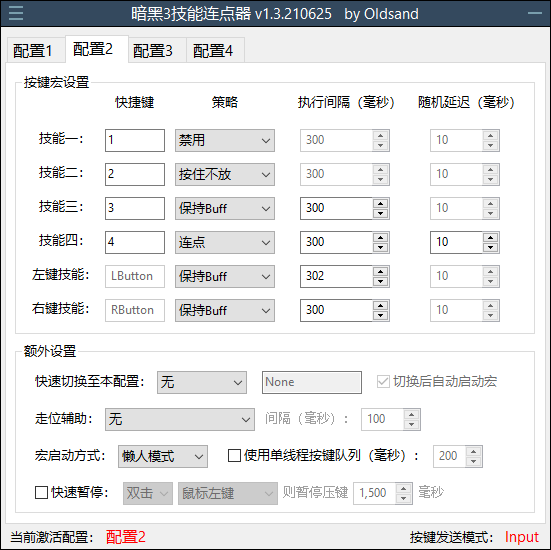 暗黑3技能连点器 v1.3.210625 by Oldsand
配置1 配置2 配置3 配置4
按键宏设置
快捷键 策略 执行间隔（毫秒） 随机延迟（毫秒）
技能一： 1 禁用 300 10
技能二： 2 按住不放 300 10
技能三： 3 保持Buff 300 10
技能四： 4 连点 300 10
左键技能： LButton 保持Buff 302 10
右键技能： RButton 保持Buff 300 10
额外设置
快速切换至本配置： 无 None 切换后自动启动宏
走位辅助： 无 间隔（毫秒）： 100
宏启动方式： 懒人模式 使用单线程按键队列（毫秒）： 200
快速暂停： 双击 鼠标左键 则暂停压键 1,500 毫秒
当前激活配置： 配置2 按键发送模式： Input